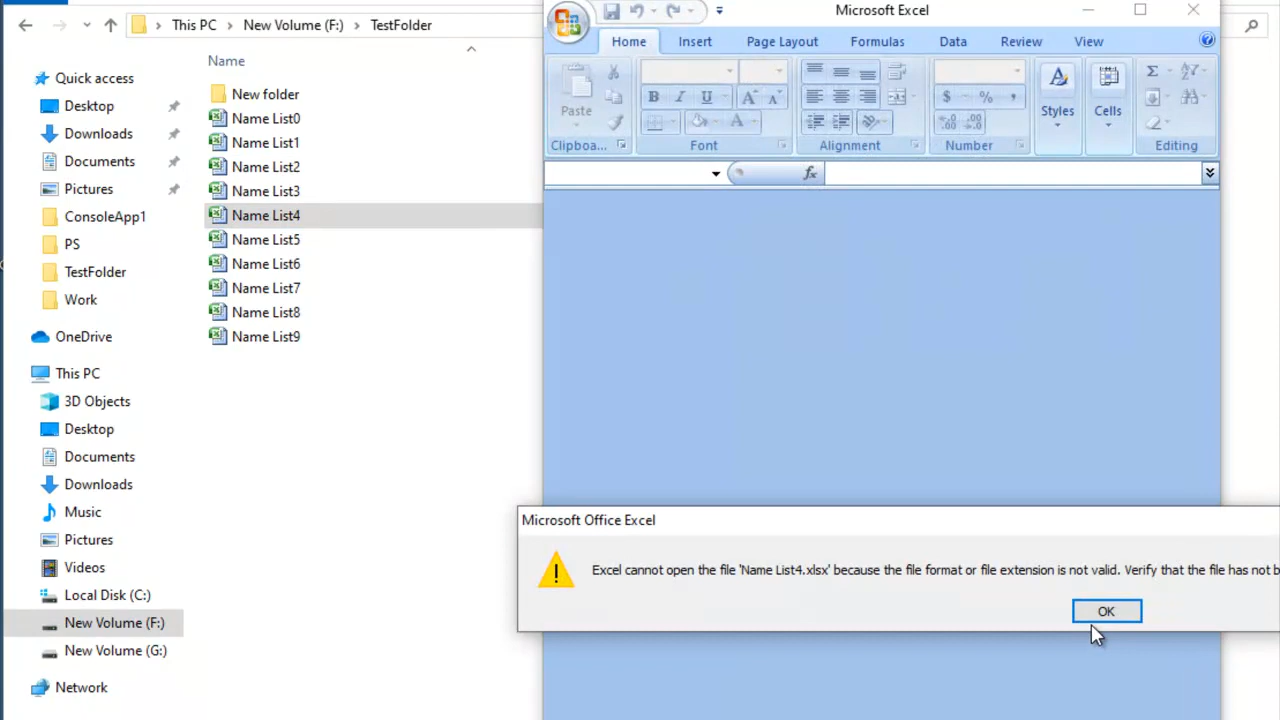 This PC > New Volume (F:) > TestFolder
Name
Quick access
Desktop
Downloads
Documents
Pictures
ConsoleApp1
PS
TestFolder
Work
OneDrive
This PC
3D Objects
Desktop
Documents
Downloads
Music
Pictures
Videos
Local Disk (C:)
New Volume (F:)
New Volume (G:)
Network
New folder
Name List0
Name List1
Name List2
Name List3
Name List4
Name List5
Name List6
Name List7
Name List8
Name List9
Microsoft Excel
Home Insert Page Layout Formulas Data Review View
Paste
B I U A A
A
$ % ,
Styles
Cells
Σ
Clipboa... Font Alignment Number Editing
fx
Microsoft Office Excel
Excel cannot open the file 'Name List4.xlsx' because the file format or file extension is not valid. Verify that the file has not b
OK